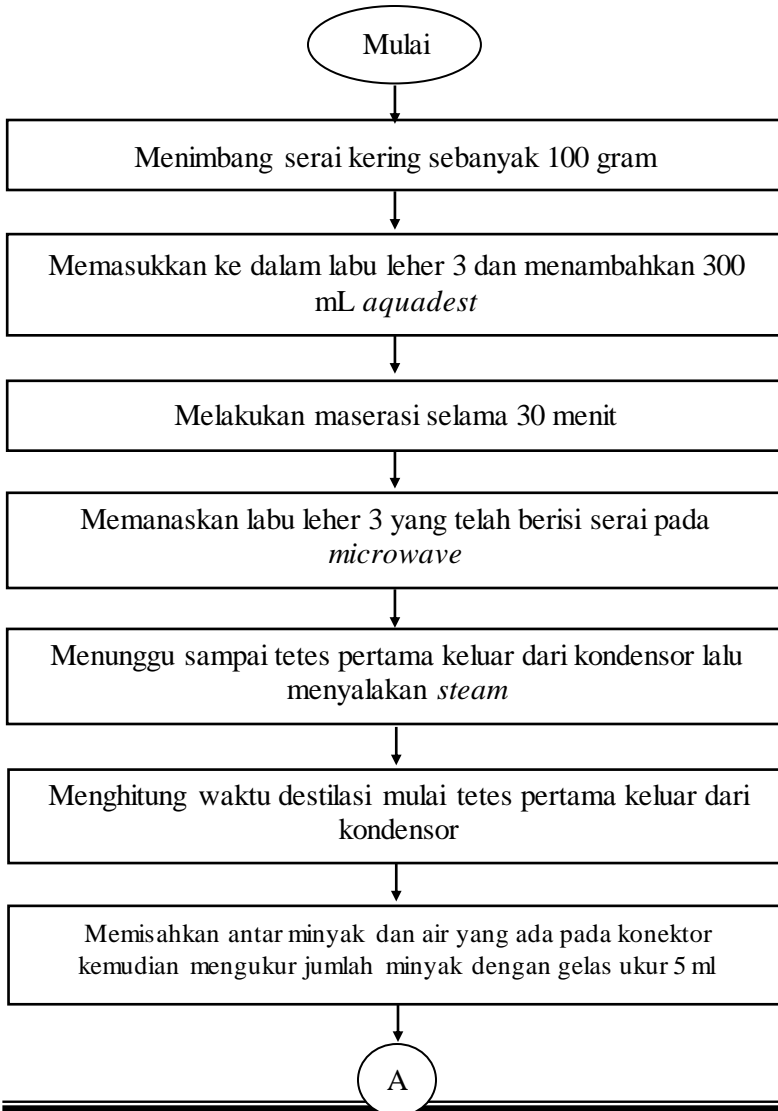 Mulai
Menimbang serai kering sebanyak 100 gram
Memasukkan ke dalam labu leher 3 dan menambahkan 300
mL aquadest
Melakukan maserasi selama 30 menit
Memanaskan labu leher 3 yang telah berisi serai pada
microwave
Menunggu sampai tetes pertama keluar dari kondensor lalu
menyalakan steam
Menghitung waktu destilasi mulai tetes pertama keluar dari
kondensor
Memisahkan antar minyak dan air yang ada pada konektor
kemudian mengukur jumlah minyak dengan gelas ukur 5 ml
A